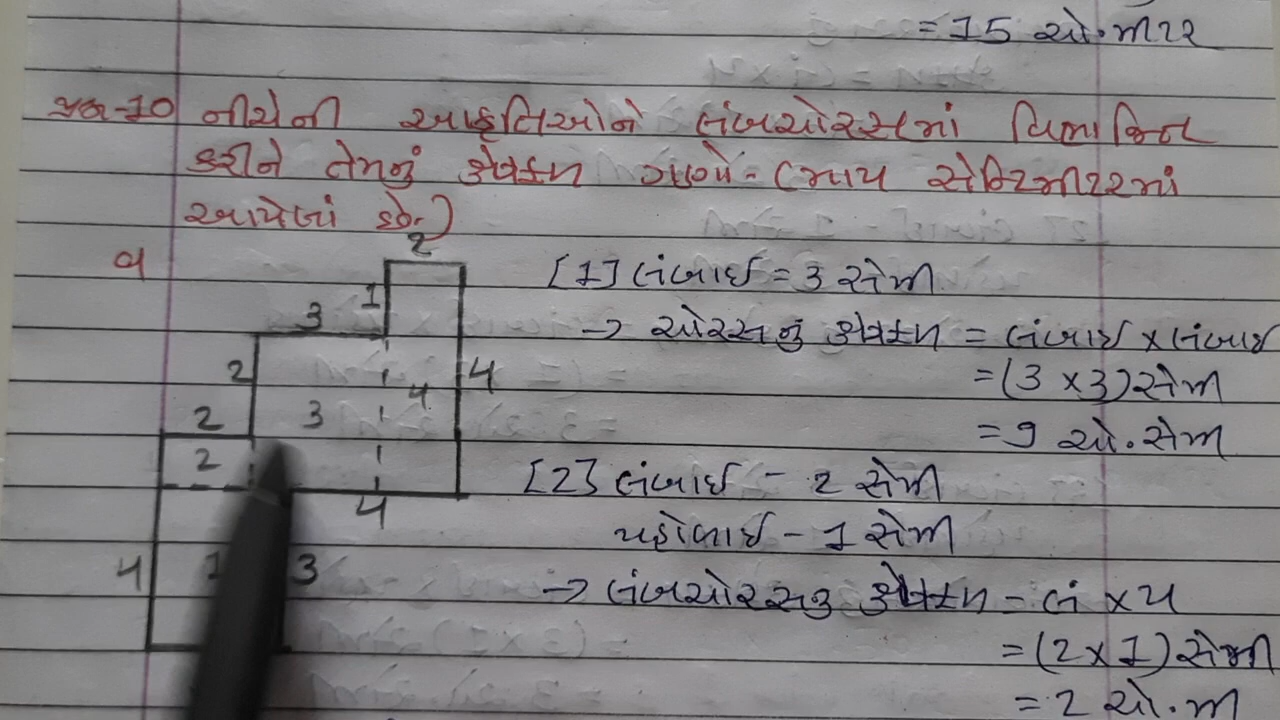 = 15 ચો.મીટર
પ્રશ્ન-10 નીચેની આકૃતિઓને લંબચોરસમાં વિભાજિત
કરીને તેમનું ક્ષેત્રફળ ગણો- (માપ સેન્ટિમીટરમાં
આપેલાં છે.)
a
2
1
3
2
4
4
2
3
2
4
4
1
3
[1] લંબાઈ = 3 સેમી
→ ચોરસનું ક્ષેત્રફળ = લંબાઈ × લંબાઈ
= (3 × 3) સેમી
= 9 ચો.સેમી
[2] લંબાઈ - 2 સેમી
પહોળાઈ - 1 સેમી
→ લંબચોરસનું ક્ષેત્રફળ = લં × પ
= (2 × 1) સેમી
= 2 ચો.મી